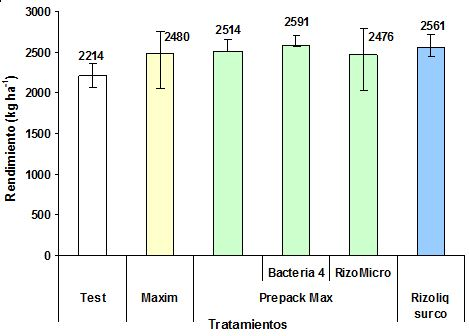 Rendimiento (kg ha-1)
3000
2500
2000
1500
1000
500
0
2214
2480
2514
2591
2476
2561
Bacteria 4
RizoMicro
Test
Maxim
Prepack Max
Rizoliq
surco
Tratamientos